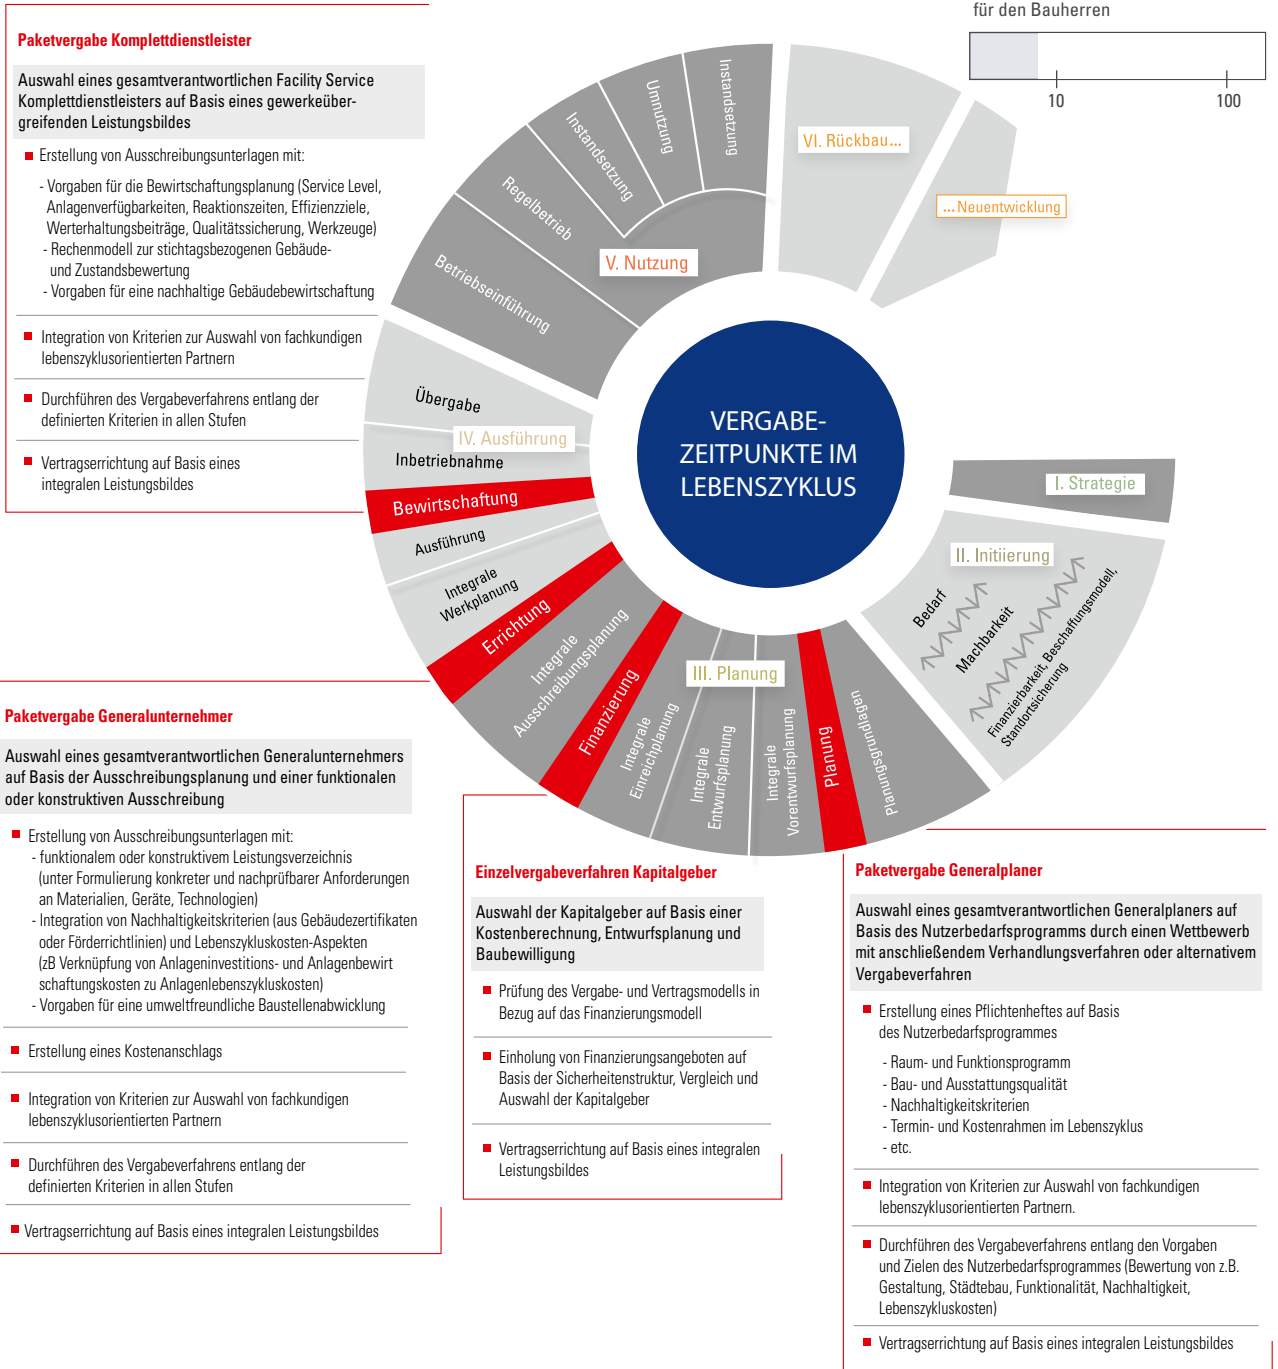 für den Bauherren
10
100
Paketvergabe Komplettdienstleister
Auswahl eines gesamtverantwortlichen Facility Service
Komplettdienstleisters auf Basis eines gewerkeüber-
greifenden Leistungsbildes
Erstellung von Ausschreibungsunterlagen mit:
- Vorgaben für die Bewirtschaftungsplanung (Service Level,
Anlagenverfügbarkeiten, Reaktionszeiten, Effizienzziele,
Werterhaltungsbeiträge, Qualitätssicherung, Werkzeuge)
- Rechenmodell zur stichtagsbezogenen Gebäude-
und Zustandsbewertung
- Vorgaben für eine nachhaltige Gebäudebewirtschaftung
Integration von Kriterien zur Auswahl von fachkundigen
lebenszyklusorientierten Partnern
Durchführen des Vergabeverfahrens entlang der
definierten Kriterien in allen Stufen
Vertragserrichtung auf Basis eines
integralen Leistungsbildes
VERGABE-
ZEITPUNKTE IM
LEBENSZYKLUS
I. Strategie
II. Initiierung
Bedarf
Machbarkeit
Finanzierbarkeit, Beschaffungsmodell,
Standortsicherung
III. Planung
Planungsgrundlagen
Planung
Integrale
Vorentwurfsplanung
Integrale
Entwurfsplanung
Integrale
Einreichplanung
Finanzierung
Integrale
Ausschreibungsplanung
Errichtung
IV. Ausführung
Integrale
Werkplanung
Ausführung
Bewirtschaftung
Inbetriebnahme
Übergabe
V. Nutzung
Betriebseinführung
Regelbetrieb
Instandsetzung
Umnutzung
Instandsetzung
VI. Rückbau...
... Neuentwicklung
Paketvergabe Generalunternehmer
Auswahl eines gesamtverantwortlichen Generalunternehmers
auf Basis der Ausschreibungsplanung und einer funktionalen
oder konstruktiven Ausschreibung
Erstellung von Ausschreibungsunterlagen mit:
- funktionalem oder konstruktivem Leistungsverzeichnis
(unter Formulierung konkreter und nachprüfbarer Anforderungen
an Materialien, Geräte, Technologien)
- Integration von Nachhaltigkeitskriterien (aus Gebäudezertifikaten
oder Förderrichtlinien) und Lebenszykluskosten-Aspekten
(zB Verknüpfung von Anlageninvestitions- und Anlagenbewirt
schaftungskosten zu Anlagenlebenszykluskosten)
- Vorgaben für eine umweltfreundliche Baustellenabwicklung
Erstellung eines Kostenanschlags
Integration von Kriterien zur Auswahl von fachkundigen
lebenszyklusorientierten Partnern
Durchführen des Vergabeverfahrens entlang der
definierten Kriterien in allen Stufen
Vertragserrichtung auf Basis eines integralen Leistungsbildes
Einzelvergabeverfahren Kapitalgeber
Auswahl der Kapitalgeber auf Basis einer
Kostenberechnung, Entwurfsplanung und
Baubewilligung
Prüfung des Vergabe- und Vertragsmodells in
Bezug auf das Finanzierungsmodell
Einholung von Finanzierungsangeboten auf
Basis der Sicherheitenstruktur, Vergleich und
Auswahl der Kapitalgeber
Vertragserrichtung auf Basis eines integralen
Leistungsbildes
Paketvergabe Generalplaner
Auswahl eines gesamtverantwortlichen Generalplaners auf
Basis des Nutzerbedarfsprogramms durch einen Wettbewerb
mit anschließendem Verhandlungsverfahren oder alternativem
Vergabeverfahren
Erstellung eines Pflichtenheftes auf Basis
des Nutzerbedarfsprogrammes
- Raum- und Funktionsprogramm
- Bau- und Ausstattungsqualität
- Nachhaltigkeitskriterien
- Termin- und Kostenrahmen im Lebenszyklus
- etc.
Integration von Kriterien zur Auswahl von fachkundigen
lebenszyklusorientierten Partnern.
Durchführen des Vergabeverfahrens entlang den Vorgaben
und Zielen des Nutzerbedarfsprogrammes (Bewertung von z.B.
Gestaltung, Städtebau, Funktionalität, Nachhaltigkeit,
Lebenszykluskosten)
Vertragserrichtung auf Basis eines integralen Leistungsbildes